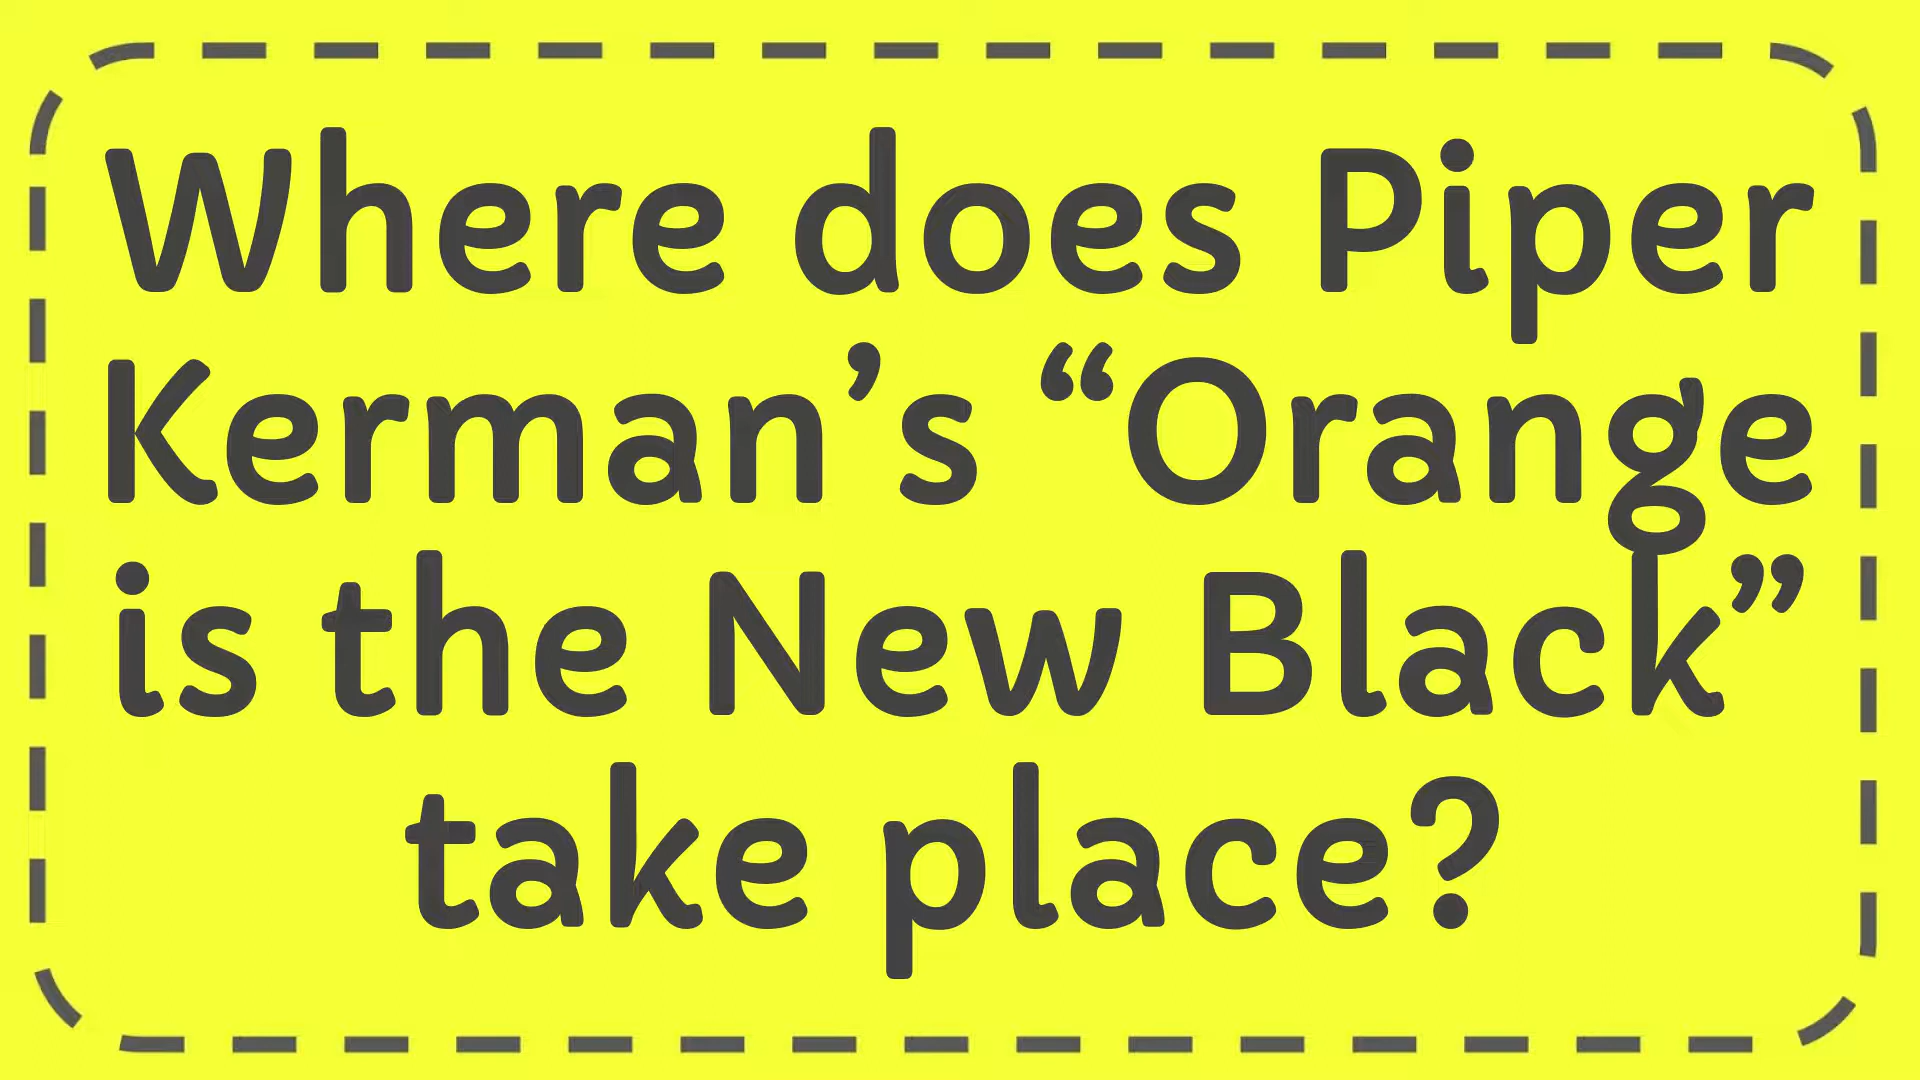 Where does Piper
Kerman’s “Orange
is the New Black”
take place?